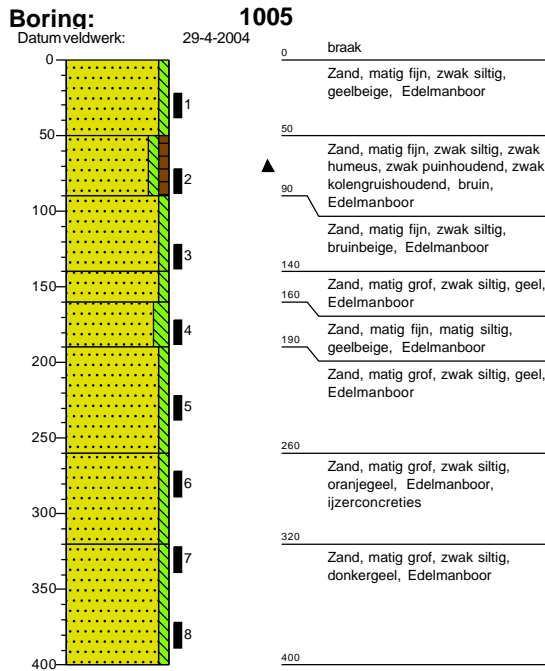 Boring: 1005
Datum veldwerk: 29-4-2004
0
50
100
150
200
250
300
350
400
1
2
3
4
5
6
7
8
0 braak
Zand, matig fijn, zwak siltig,
geelbeige, Edelmanboor
50
Zand, matig fijn, zwak siltig, zwak
humeus, zwak puinhoudend, zwak
kolengruishoudend, bruin,
Edelmanboor
90
Zand, matig fijn, zwak siltig,
bruinbeige, Edelmanboor
140
Zand, matig grof, zwak siltig, geel,
Edelmanboor
160
Zand, matig fijn, matig siltig,
geelbeige, Edelmanboor
190
Zand, matig grof, zwak siltig, geel,
Edelmanboor
260
Zand, matig grof, zwak siltig,
oranjegeel, Edelmanboor,
ijzerconcreties
320
Zand, matig grof, zwak siltig,
donkergeel, Edelmanboor
400